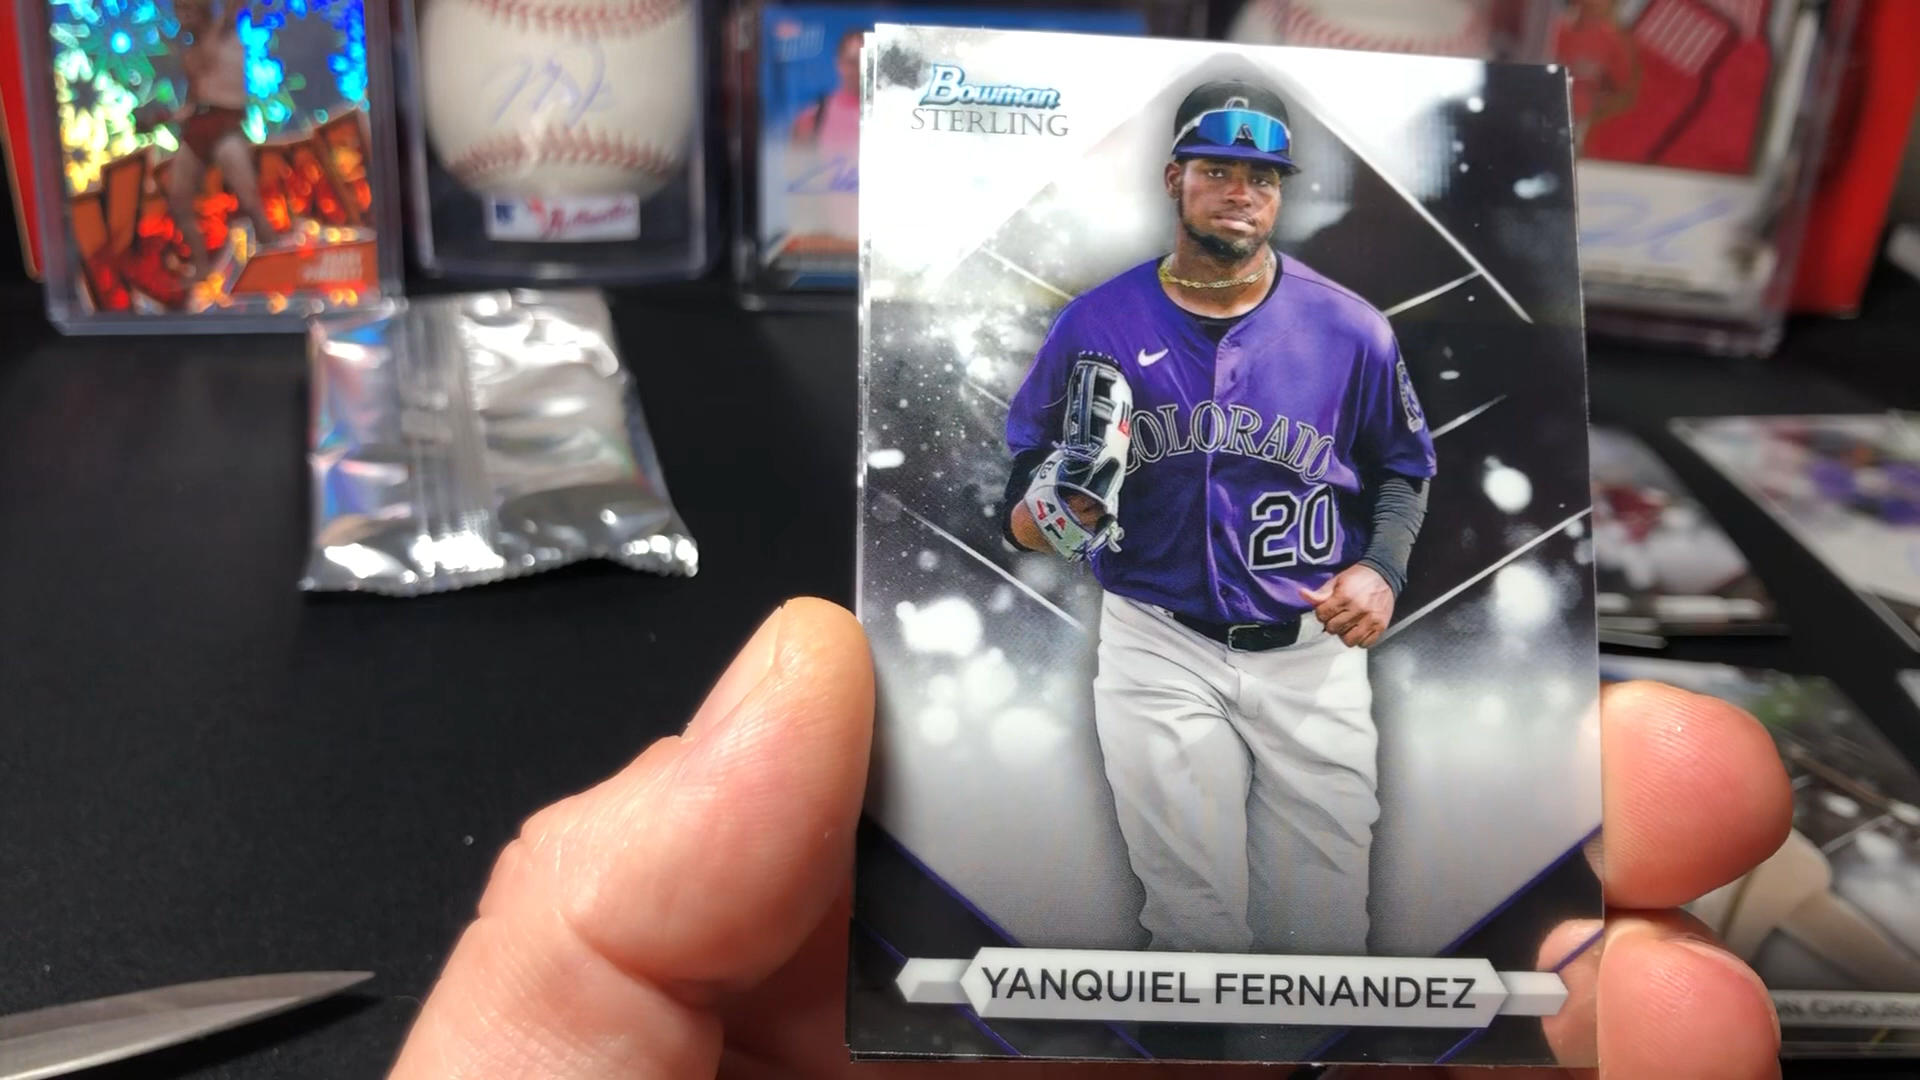 Bowman
STERLING
COLORADO
20
YANQUIEL FERNANDEZ